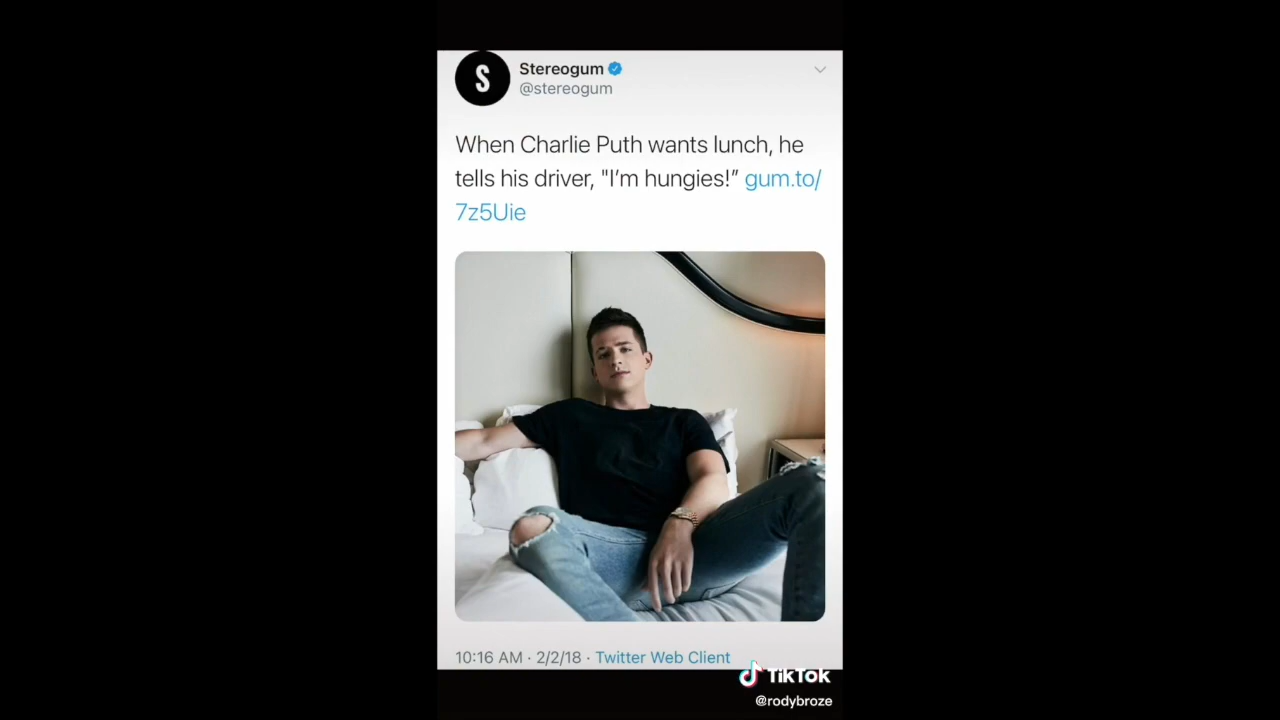 S
Stereogum
@stereogum
When Charlie Puth wants lunch, he
tells his driver, "I'm hungies!” gum.to/
7z5Uie
10:16 AM · 2/2/18 · Twitter Web Client
TikTok
@rodybroze